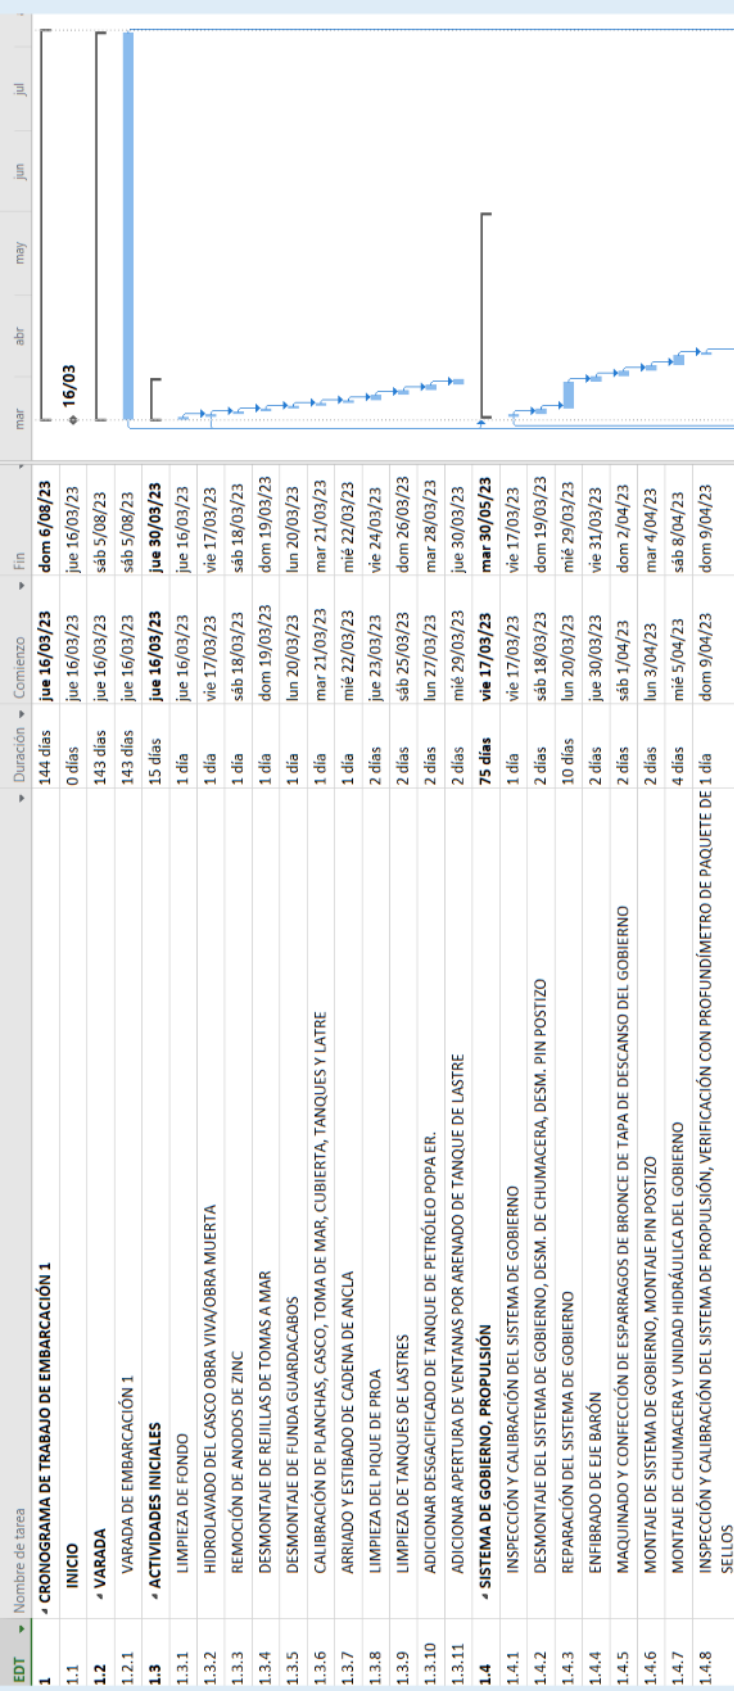 EDT Nombre de tarea Duración Comienzo Fin mar abr may jun jul
1 CRONOGRAMA DE TRABAJO DE EMBARCACIÓN 1 144 días jue 16/03/23 dom 6/08/23
1.1 INICIO 0 días jue 16/03/23 jue 16/03/23 16/03
1.2 VARADA 143 días jue 16/03/23 sáb 5/08/23
1.2.1 VARADA DE EMBARCACIÓN 1 143 días jue 16/03/23 sáb 5/08/23
1.3 ACTIVIDADES INICIALES 15 días jue 16/03/23 jue 30/03/23
1.3.1 LIMPIEZA DE FONDO 1 día jue 16/03/23 jue 16/03/23
1.3.2 HIDROLAVADO DEL CASCO OBRA VIVA/OBRA MUERTA 1 día vie 17/03/23 vie 17/03/23
1.3.3 REMOCIÓN DE ANODOS DE ZINC 1 día sáb 18/03/23 sáb 18/03/23
1.3.4 DESMONTAJE DE REJILLAS DE TOMAS A MAR 1 día dom 19/03/23 dom 19/03/23
1.3.5 DESMONTAJE DE FUNDA GUARDACABOS 1 día lun 20/03/23 lun 20/03/23
1.3.6 CALIBRACIÓN DE PLANCHAS, CASCO, TOMA DE MAR, CUBIERTA, TANQUES Y LATRE 1 día mar 21/03/23 mar 21/03/23
1.3.7 ARRIADO Y ESTIBADO DE CADENA DE ANCLA 1 día mié 22/03/23 mié 22/03/23
1.3.8 LIMPIEZA DEL PIQUE DE PROA 2 días jue 23/03/23 vie 24/03/23
1.3.9 LIMPIEZA DE TANQUES DE LASTRES 2 días sáb 25/03/23 dom 26/03/23
1.3.10 ADICIONAR DESGACIFICADO DE TANQUE DE PETRÓLEO POPA ER. 2 días lun 27/03/23 mar 28/03/23
1.3.11 ADICIONAR APERTURA DE VENTANAS POR ARENADO DE TANQUE DE LASTRE 2 días mié 29/03/23 jue 30/03/23
1.4 SISTEMA DE GOBIERNO, PROPULSIÓN 75 días vie 17/03/23 mar 30/05/23
1.4.1 INSPECCIÓN Y CALIBRACIÓN DEL SISTEMA DE GOBIERNO 1 día vie 17/03/23 vie 17/03/23
1.4.2 DESMONTAJE DEL SISTEMA DE GOBIERNO, DESM. DE CHUMACERA, DESM. PIN POSTIZO 2 días sáb 18/03/23 dom 19/03/23
1.4.3 REPARACIÓN DEL SISTEMA DE GOBIERNO 10 días lun 20/03/23 mié 29/03/23
1.4.4 ENFIBRADO DE EJE BARÓN 2 días jue 30/03/23 vie 31/03/23
1.4.5 MAQUINADO Y CONFECCIÓN DE ESPARRAGOS DE BRONCE DE TAPA DE DESCANSO DEL GOBIERNO 2 días sáb 1/04/23 dom 2/04/23
1.4.6 MONTAJE DE SISTEMA DE GOBIERNO, MONTAJE PIN POSTIZO 2 días lun 3/04/23 mar 4/04/23
1.4.7 MONTAJE DE CHUMACERA Y UNIDAD HIDRÁULICA DEL GOBIERNO 4 días mié 5/04/23 sáb 8/04/23
1.4.8 INSPECCIÓN Y CALIBRACIÓN DEL SISTEMA DE PROPULSIÓN, VERIFICACIÓN CON PROFUNDÍMETRO DE PAQUETE DE 1 día dom 9/04/23 dom 9/04/23
SELLOS